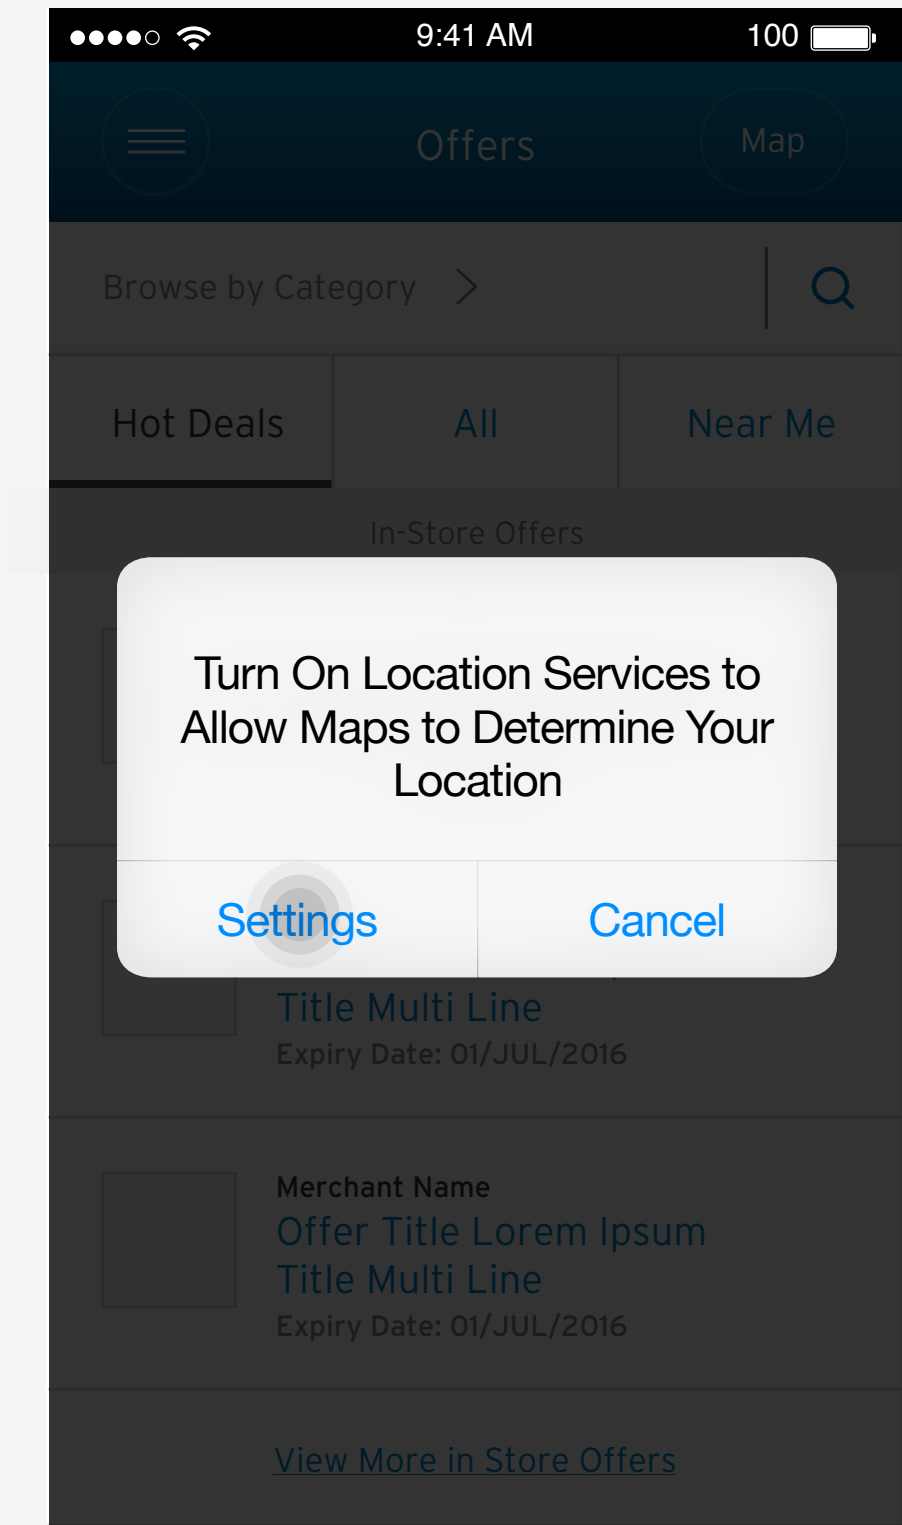 9:41 AM
100
Offers
Map
Browse by Category
Hot Deals
All
Near Me
In-Store Offers
Turn On Location Services to
Allow Maps to Determine Your
Location
Settings
Cancel
Title Multi Line
Expiry Date: 01/JUL/2016
Merchant Name
Offer Title Lorem Ipsum
Title Multi Line
Expiry Date: 01/JUL/2016
View More in Store Offers